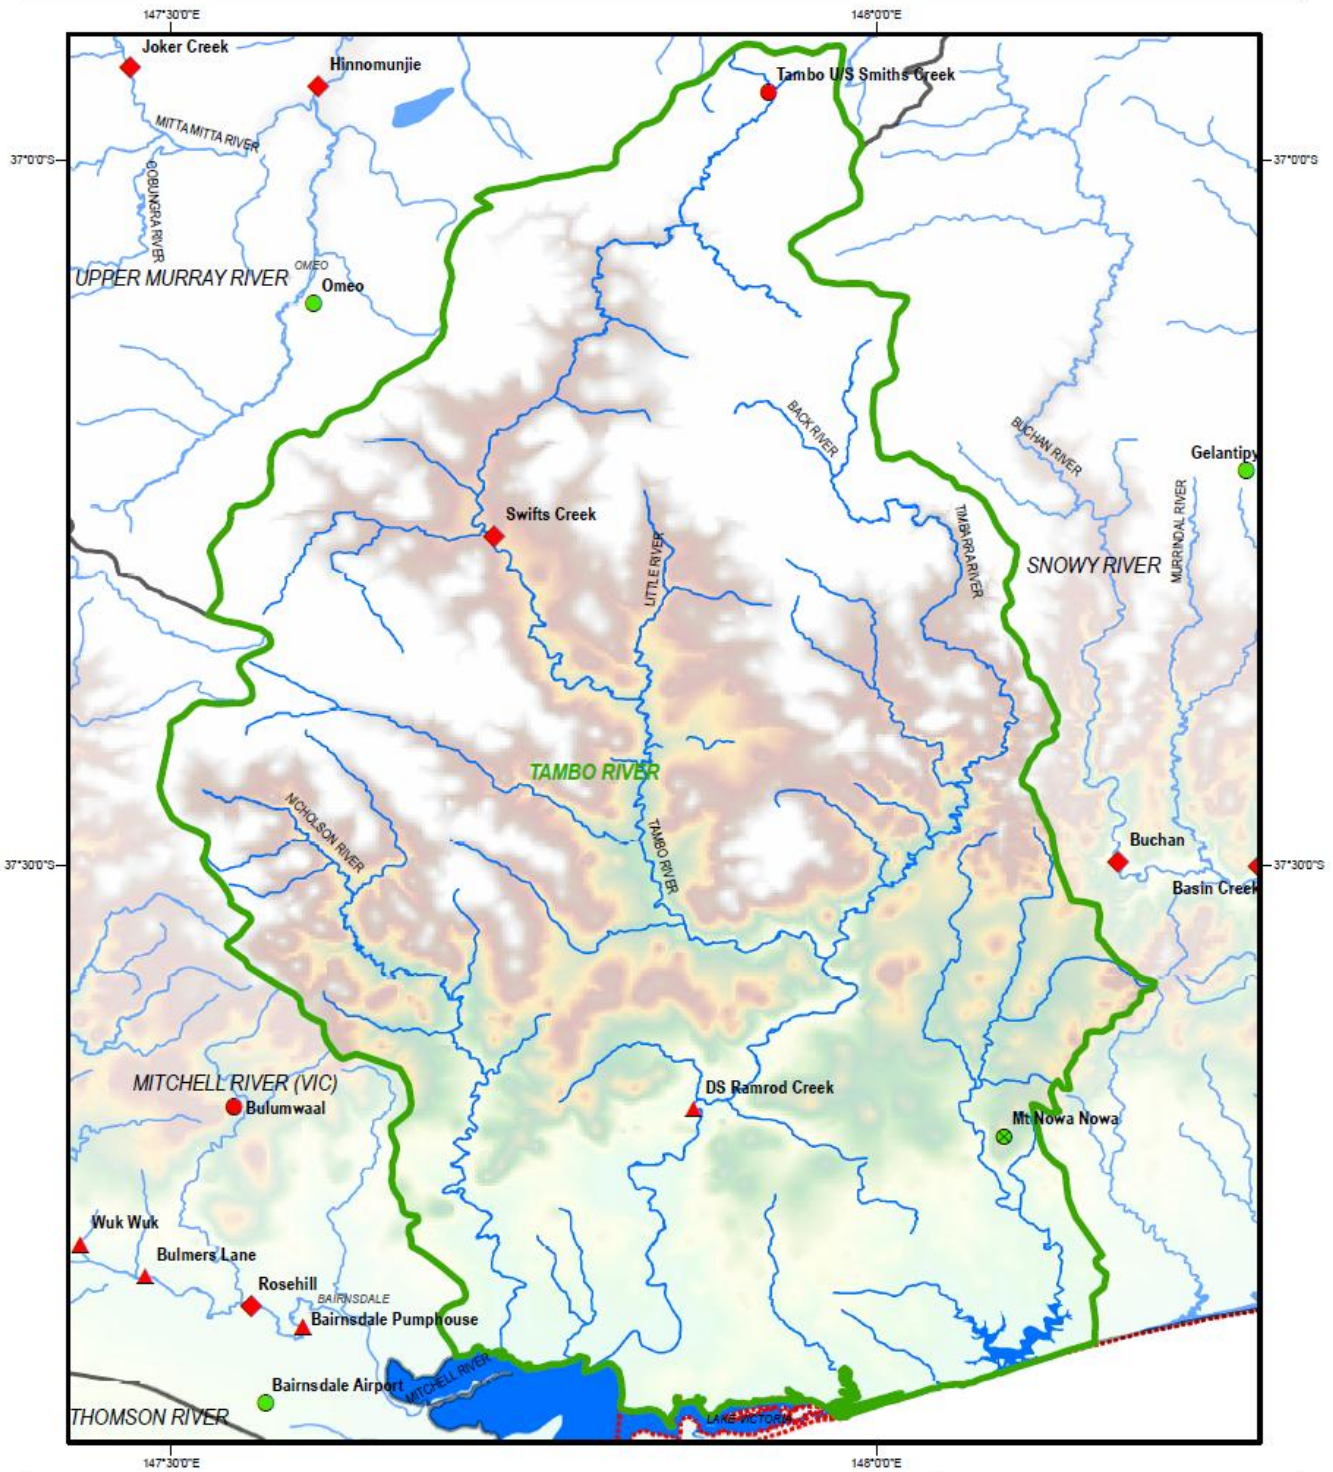 147°30'0"E
148°0'0"E
Joker Creek
Hinnomunjie
Tambo U/S Smiths Creek
MITTA MITTA RIVER
37°0'0"S
37°0'0"S
COBUNGRA RIVER
OMEO
UPPER MURRAY RIVER
Omeo
BACK RIVER
BUCHAN RIVER
Gelantipy
Swifts Creek
MURRINDAL RIVER
TIMBARRA RIVER
LITTLE RIVER
SNOWY RIVER
TAMBO RIVER
NICHOLSON RIVER
TAMBO RIVER
Buchan
37°30'0"S
37°30'0"S
Basin Creek
MITCHELL RIVER (VIC)
DS Ramrod Creek
Bulumwaal
Mt Nowa Nowa
Wuk Wuk
Bulmers Lane
Rosehill
BAIRNSDALE
Bairnsdale Pumphouse
MITCHELL RIVER
Bairnsdale Airport
THOMSON RIVER
LAKE VICTORIA
147°30'0"E
148°0'0"E